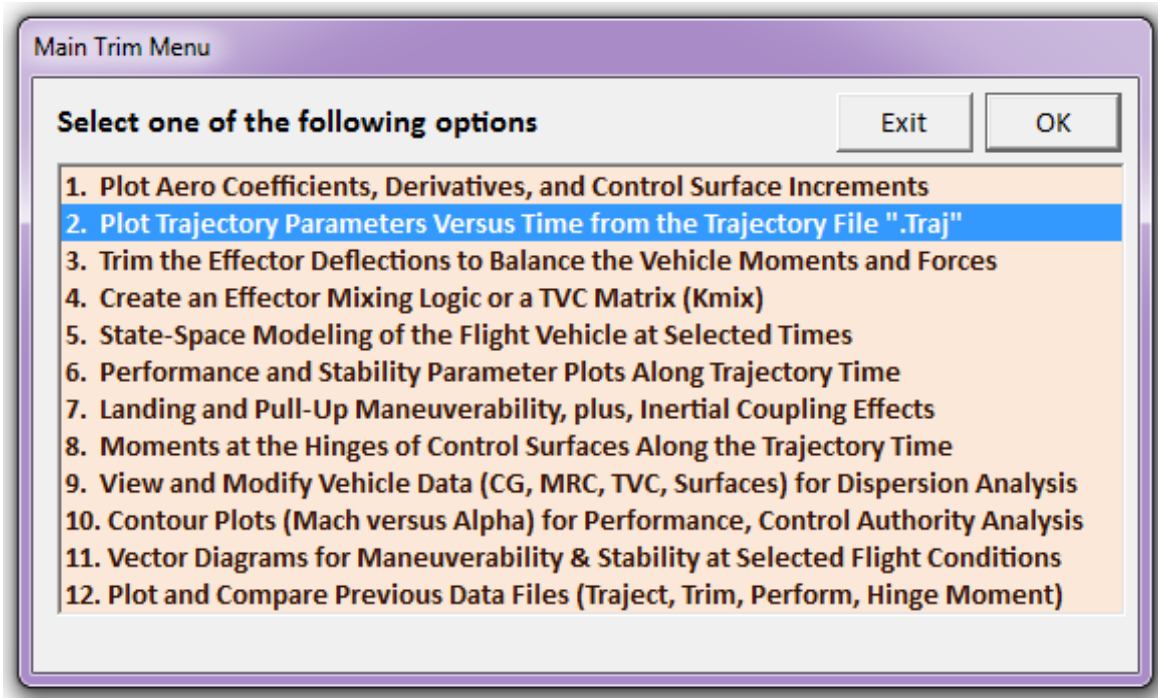 Main Trim Menu
Select one of the following options
Exit
OK
1. Plot Aero Coefficients, Derivatives, and Control Surface Increments
2. Plot Trajectory Parameters Versus Time from the Trajectory File ".Traj"
3. Trim the Effector Deflections to Balance the Vehicle Moments and Forces
4. Create an Effector Mixing Logic or a TVC Matrix (Kmix)
5. State-Space Modeling of the Flight Vehicle at Selected Times
6. Performance and Stability Parameter Plots Along Trajectory Time
7. Landing and Pull-Up Maneuverability, plus, Inertial Coupling Effects
8. Moments at the Hinges of Control Surfaces Along the Trajectory Time
9. View and Modify Vehicle Data (CG, MRC, TVC, Surfaces) for Dispersion Analysis
10. Contour Plots (Mach versus Alpha) for Performance, Control Authority Analysis
11. Vector Diagrams for Maneuverability & Stability at Selected Flight Conditions
12. Plot and Compare Previous Data Files (Traject, Trim, Perform, Hinge Moment)